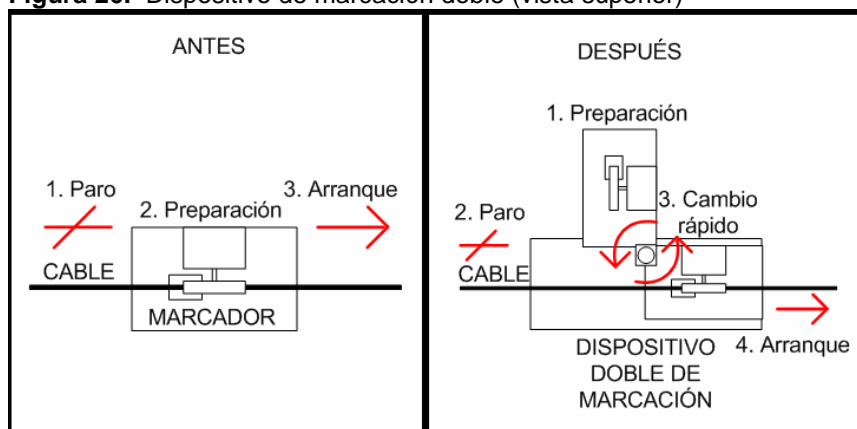 Figura 26. Dispositivo de marcación doble (vista superior)
ANTES
1. Paro
2. Preparación
3. Arranque
CABLE
MARCADOR
DESPUÉS
1. Preparación
2. Paro
3. Cambio
rápido
CABLE
DISPOSITIVO
DOBLE DE
MARCACIÓN
4. Arranque